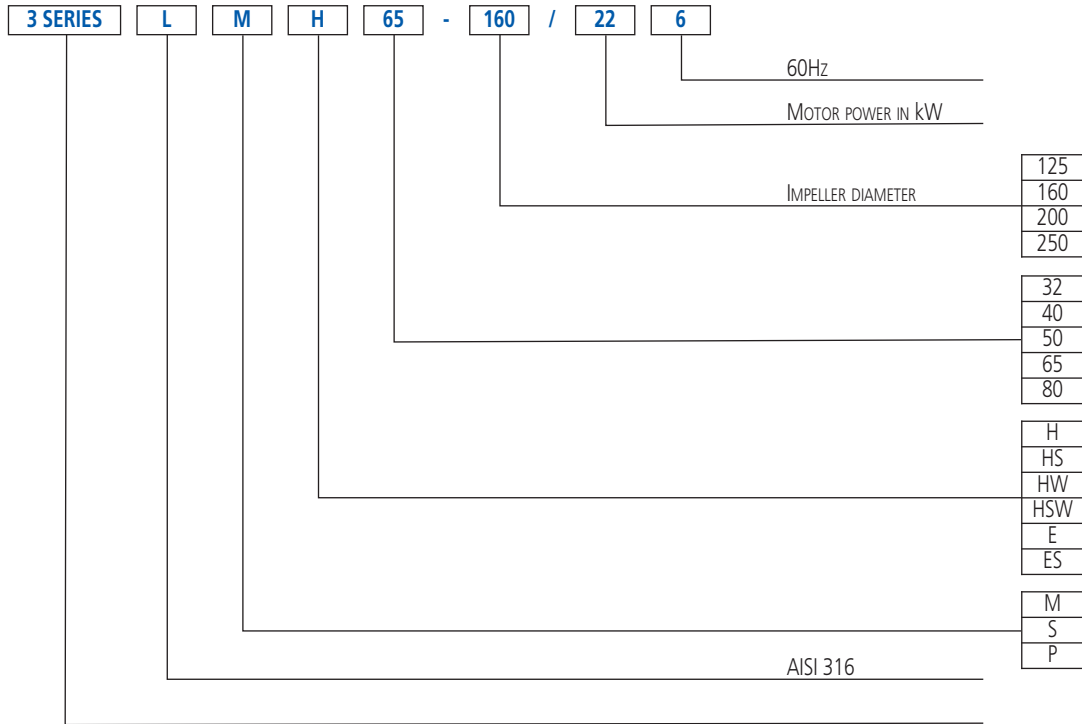 3 SERIES L M H 65 - 160 / 22 6
60Hz
Motor power in kW
125
Impeller diameter 160
200
250
32
40
50
65
80
H
HS
HW
HSW
E
ES
M
S
P
AISI 316